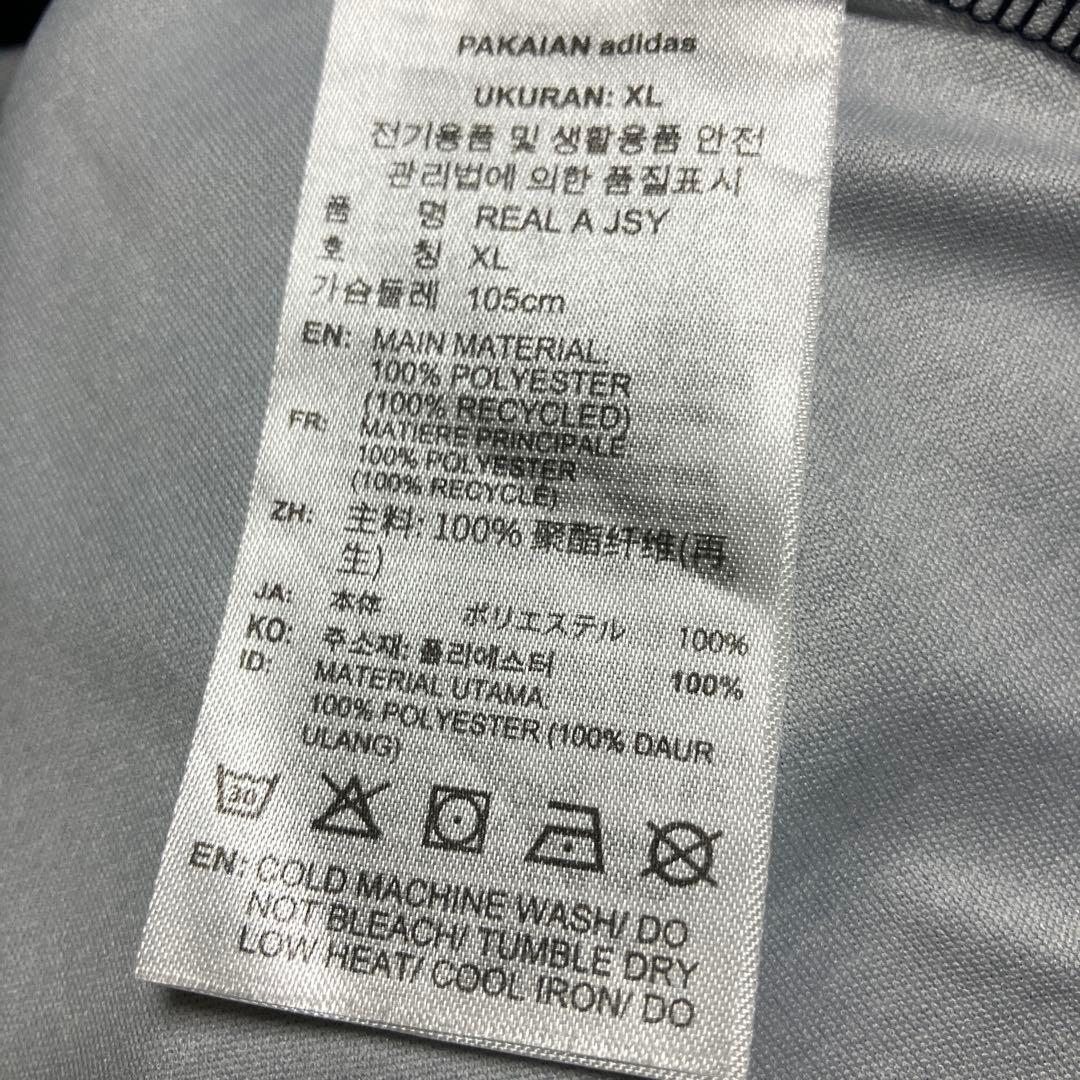 PAKAIAN adidas
UKURAN: XL
전기용품 및 생활용품 안전
관리법에 의한 품질표시
품 명 REAL A JSY
호 칭 XL
가슴둘레 105cm
EN: MAIN MATERIAL:
100% POLYESTER
(100% RECYCLED)
FR: MATIERE PRINCIPALE
100% POLYESTER
(100% RECYCLE)
ZH: 主料: 100% 聚酯纤维(再
生)
JA: 本体 ポリエステル 100%
KO: 주소재: 폴리에스터 100%
ID: MATERIAL UTAMA
100% POLYESTER (100% DAUR
ULANG)
30
EN: COLD MACHINE WASH/ DO
NOT BLEACH/ TUMBLE DRY
LOW HEAT/ COOL IRON/ DO